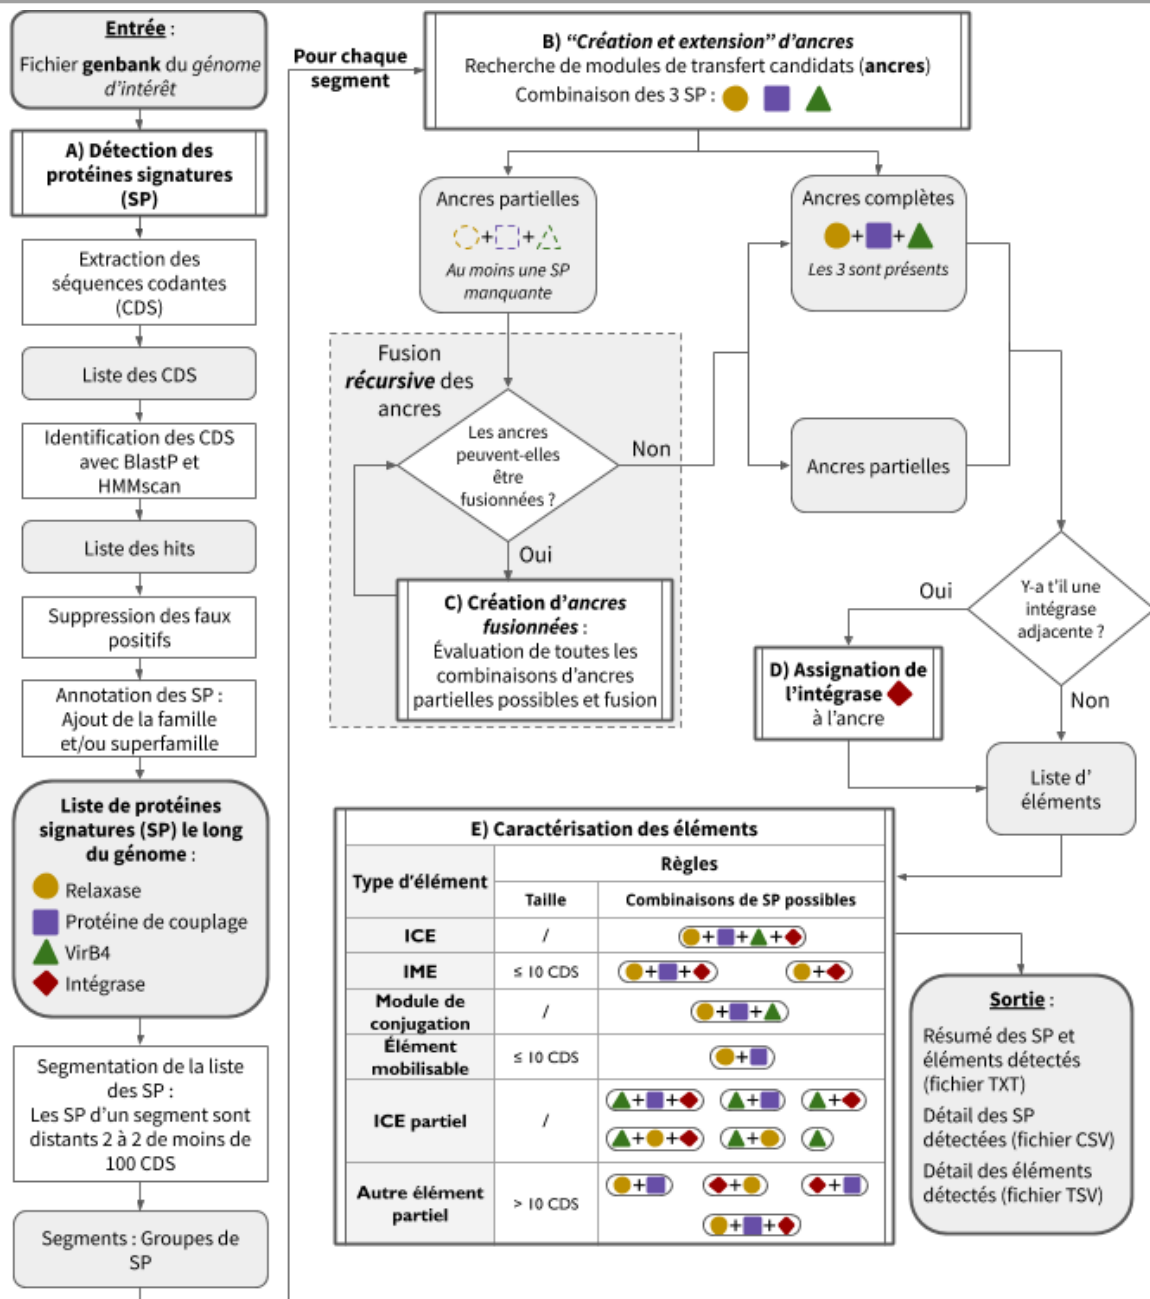 Entrée :
Fichier genbank du génome
d’intérêt
A) Détection des
protéines signatures
(SP)
Extraction des
séquences codantes
(CDS)
Liste des CDS
Identification des CDS
avec BlastP et
HMMscan
Liste des hits
Suppression des faux
positifs
Annotation des SP :
Ajout de la famille
et/ou superfamille
Liste de protéines
signatures (SP) le long
du génome :
Relaxase
Protéine de couplage
VirB4
Intégrase
Segmentation de la liste
des SP :
Les SP d’un segment sont
distants 2 à 2 de moins de
100 CDS
Segments : Groupes de
SP
Pour chaque
segment
B) “Création et extension” d’ancres
Recherche de modules de transfert candidats (ancres)
Combinaison des 3 SP :
Ancres partielles
+ +
Au moins une SP
manquante
Ancres complètes
+ +
Les 3 sont présents
Fusion
récursive des
ancres
Les ancres
peuvent-elles
être
fusionnées ?
Non
Oui
C) Création d’ancres
fusionnées :
Évaluation de toutes les
combinaisons d’ancres
partielles possibles et fusion
Ancres partielles
Y-a t’il une
intégrase
adjacente ?
Oui
Non
D) Assignation de
l’intégrase
à l’ancre
Liste d’
éléments
E) Caractérisation des éléments
Type d’élément
Règles
Taille
Combinaisons de SP possibles
ICE
/
+ + +
IME
≤ 10 CDS
+ + +
Module de
conjugation
/
+ +
Élément
mobilisable
≤ 10 CDS
+
ICE partiel
/
+ + + +
+ + +
Autre élément
partiel
> 10 CDS
+ + +
+ +
Sortie :
Résumé des SP et
éléments détectés
(fichier TXT)
Détail des SP
détectées (fichier CSV)
Détail des éléments
détectés (fichier TSV)